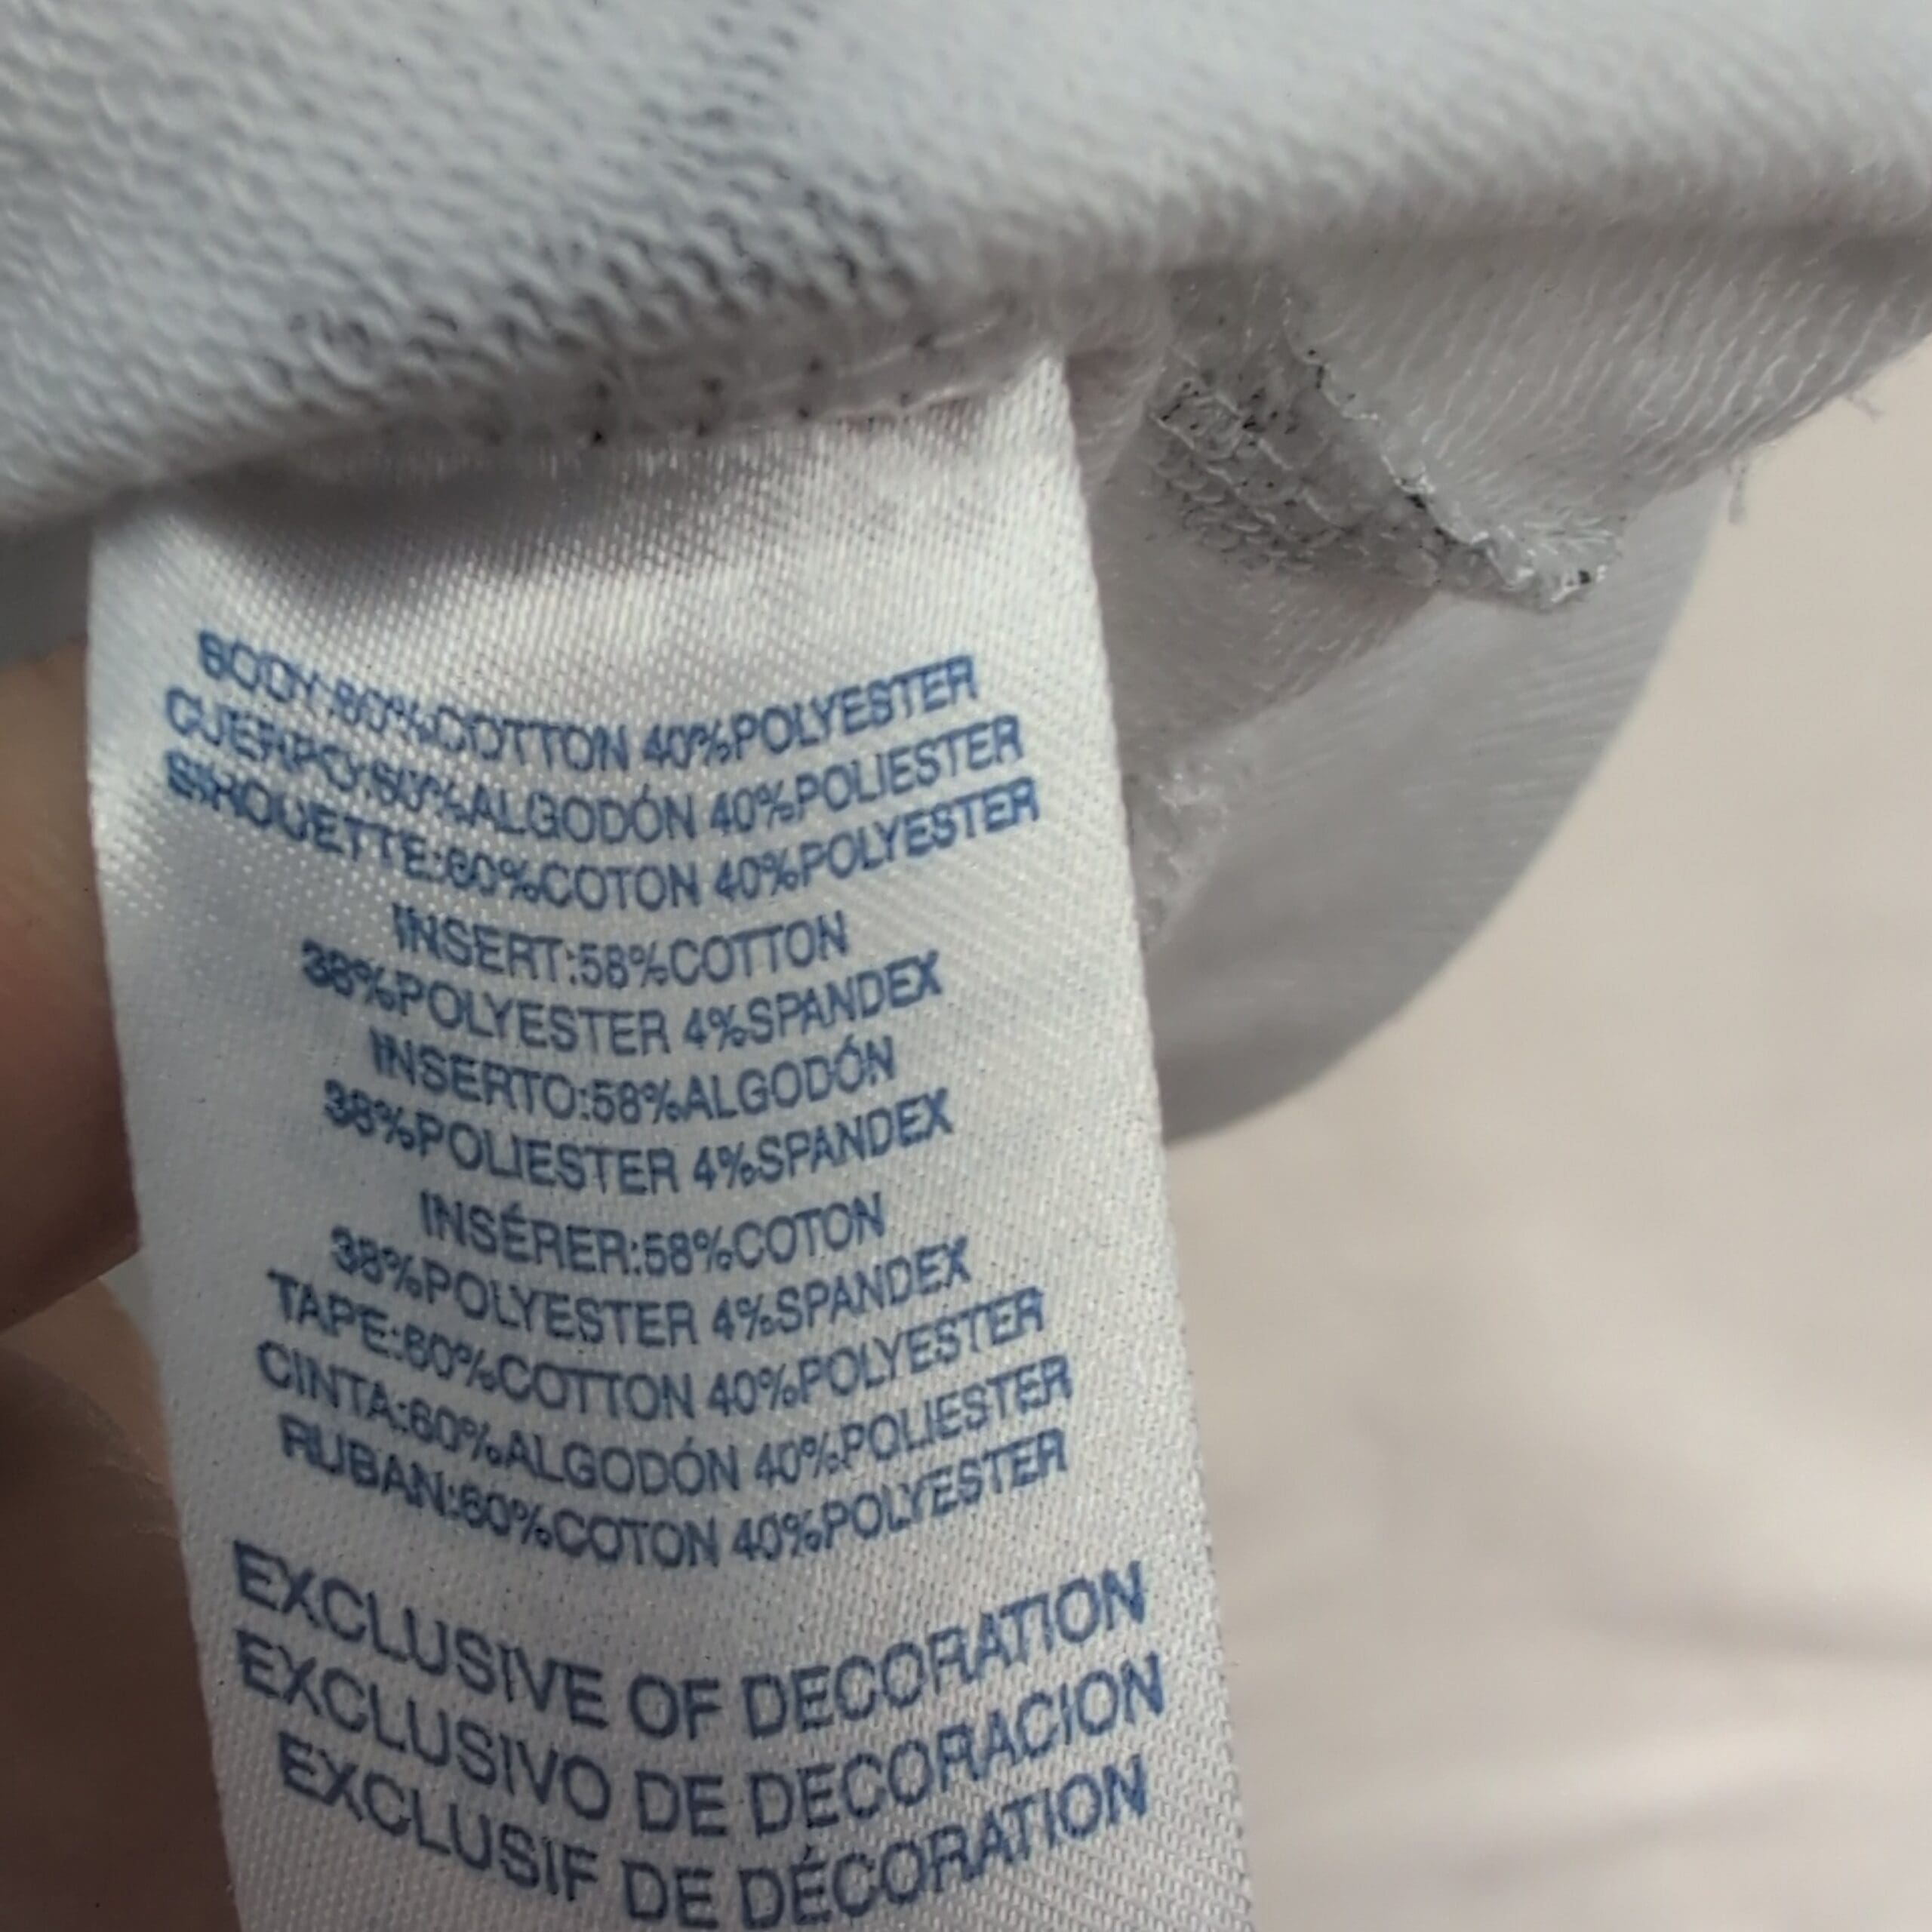 BODY:60%COTTON 40%POLYESTER
CUERPO:60%ALGODÓN 40%POLIESTER
SIHOUETTE:60%COTON 40%POLYESTER
INSERT:58%COTTON
38%POLYESTER 4%SPANDEX
INSERTO:58%ALGODÓN
38%POLIESTER 4%SPANDEX
INSÉRER:58%COTON
38%POLYESTER 4%SPANDEX
TAPE:60%COTTON 40%POLYESTER
CINTA:60%ALGODÓN 40%POLIESTER
RUBAN:60%COTON 40%POLYESTER
EXCLUSIVE OF DECORATION
EXCLUSIVO DE DECORACION
EXCLUSIF DE DÉCORATION